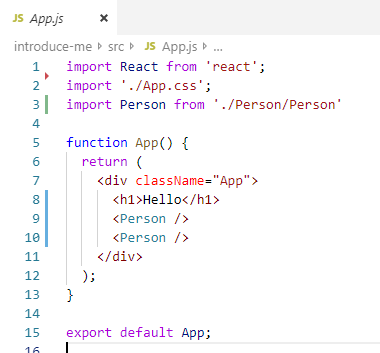 JS App.js ×
introduce-me > src > JS App.js > ...
1 import React from 'react';
2 import './App.css';
3 import Person from './Person/Person'
4
5 function App() {
6   return (
7     <div className="App">
8       <h1>Hello</h1>
9       <Person />
10       <Person />
11     </div>
12   );
13 }
14
15 export default App;
16